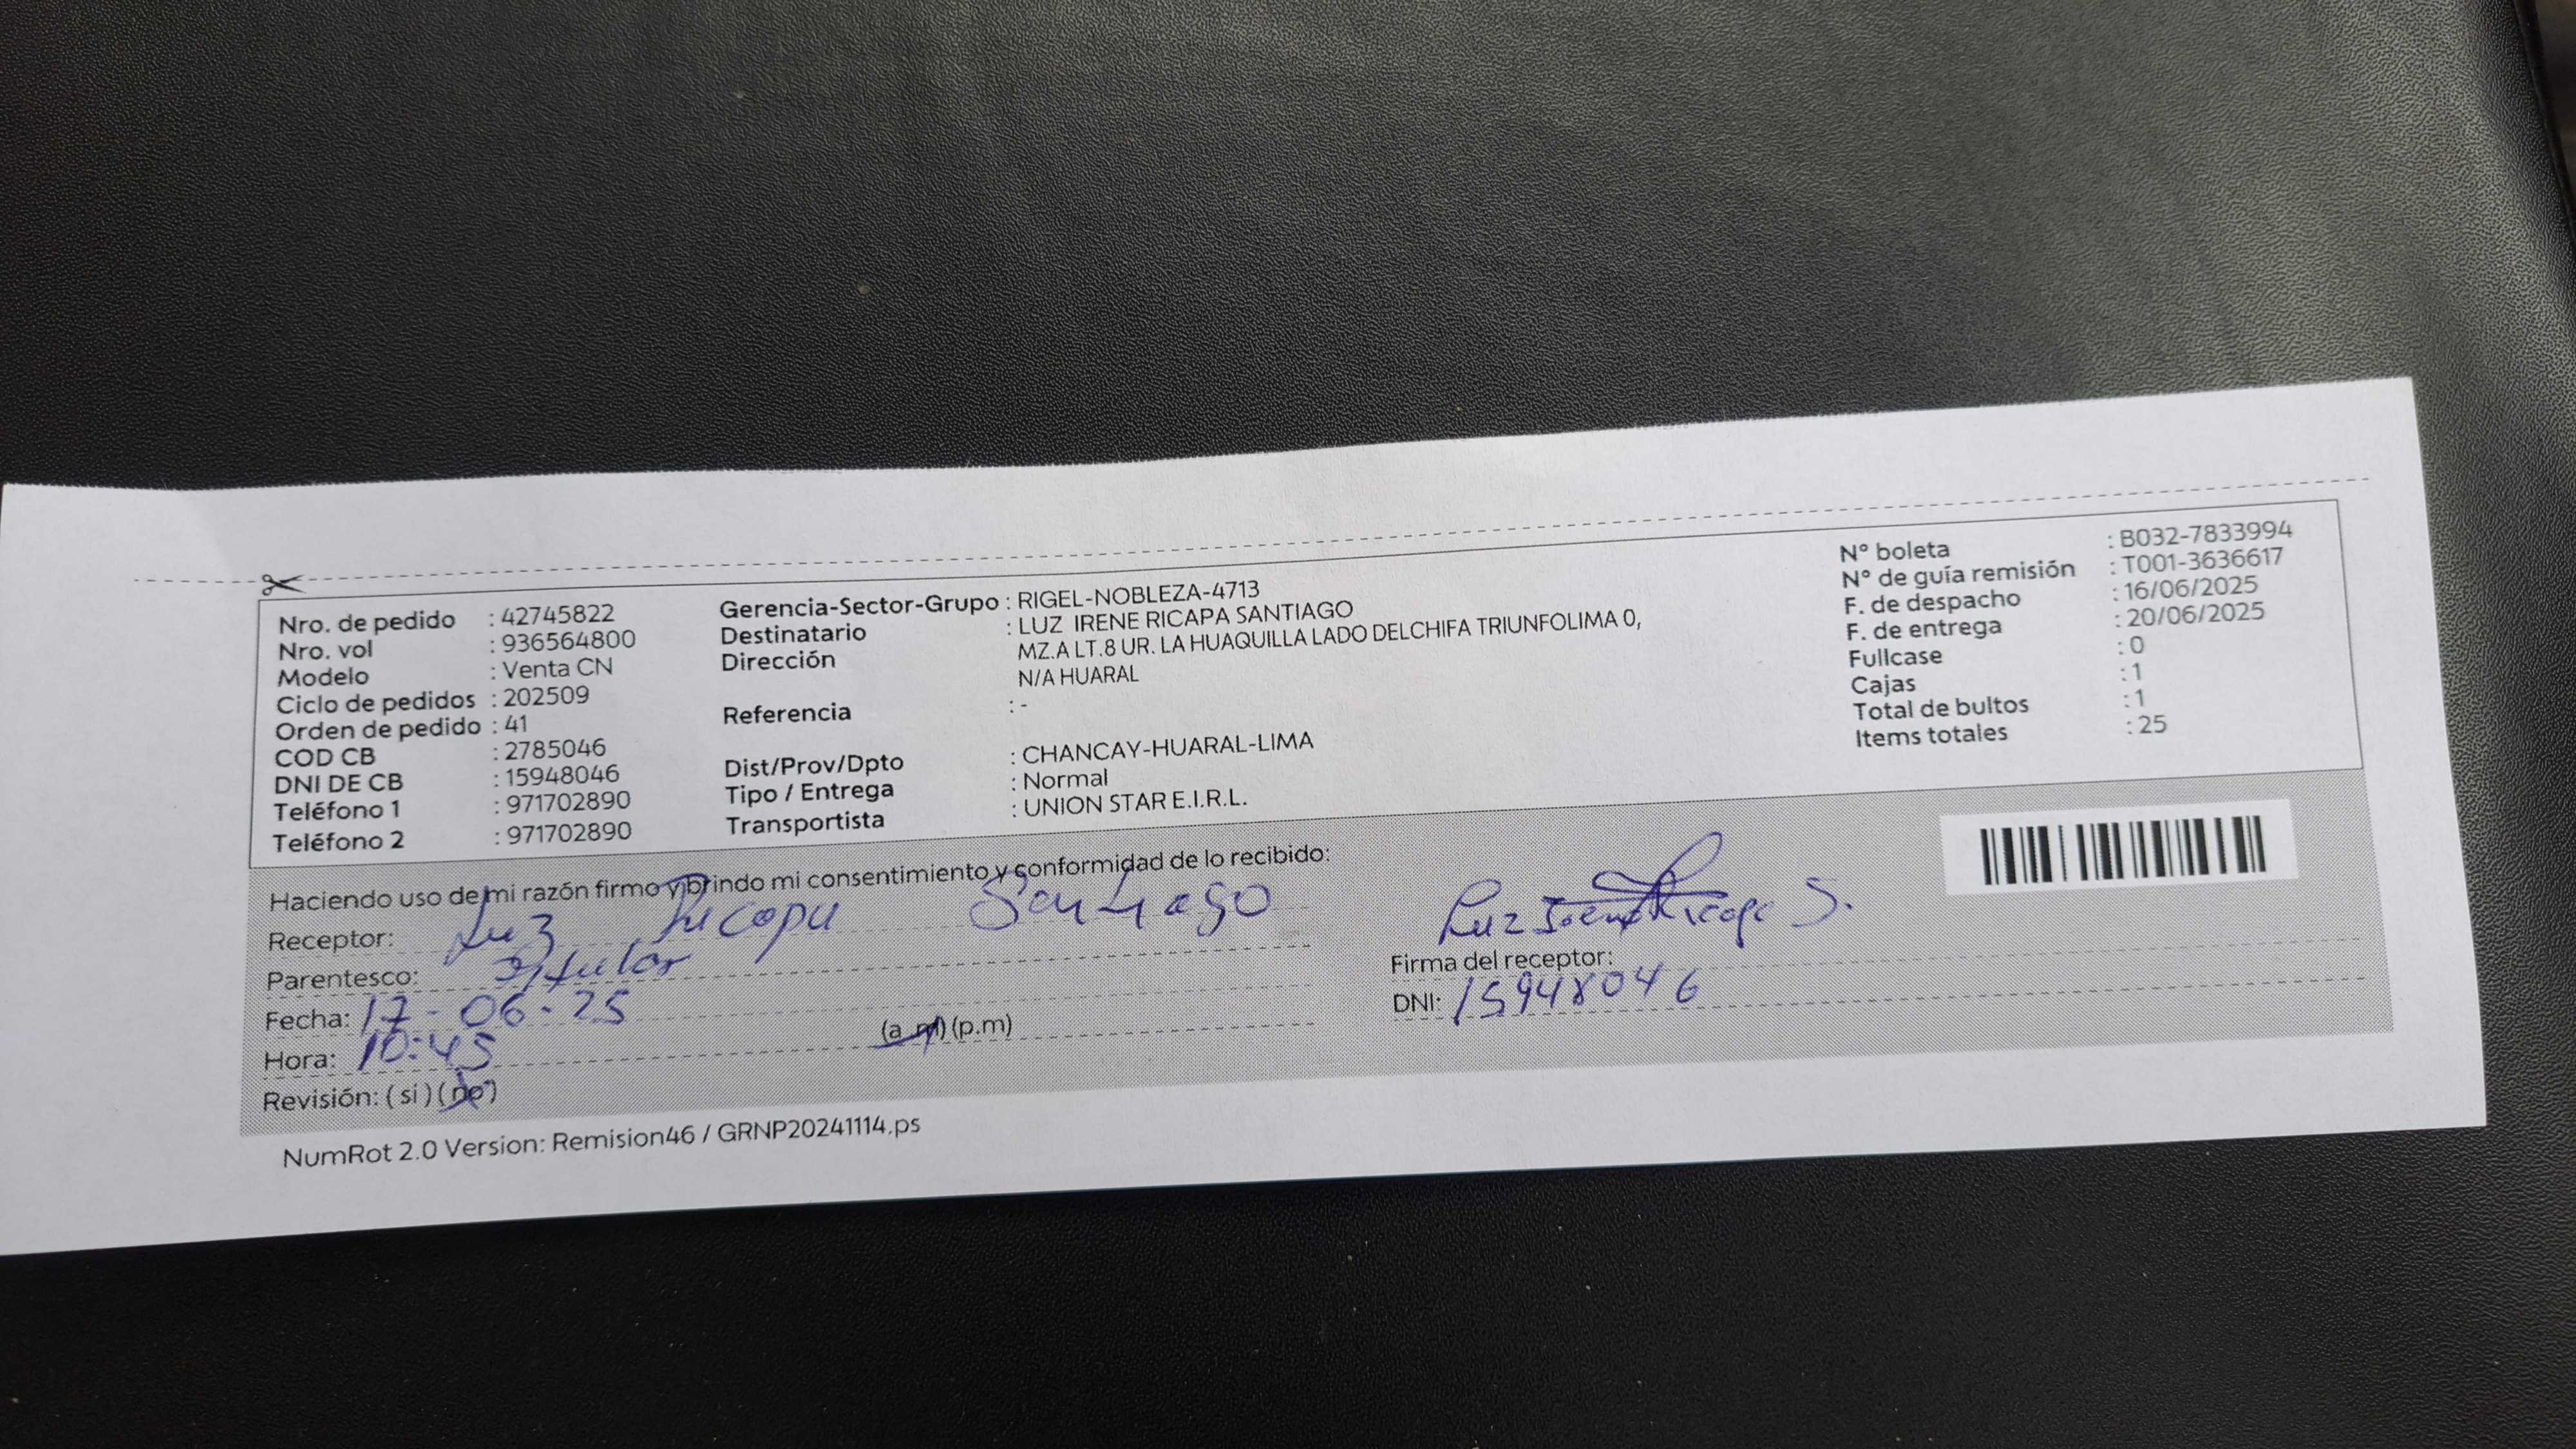 Nro. de pedido : 42745822
Nro. vol : 936564800
Modelo : Venta CN
Ciclo de pedidos : 202509
Orden de pedido : 41
COD CB : 2785046
DNI DE CB : 15948046
Teléfono 1 : 971702890
Teléfono 2 : 971702890
Gerencia-Sector-Grupo : RIGEL-NOBLEZA-4713
Destinatario : LUZ IRENE RICAPA SANTIAGO
Dirección MZ.A LT.8 UR. LA HUAQUILLA LADO DELCHIFA TRIUNFOLIMA 0,
N/A HUARAL
Referencia : -
Dist/Prov/Dpto : CHANCAY-HUARAL-LIMA
Tipo / Entrega : Normal
Transportista : UNION STAR E.I.R.L.
N° boleta : B032-7833994
N° de guía remisión : T001-3636617
F. de despacho : 16/06/2025
F. de entrega : 20/06/2025
Fullcase : 0
Cajas : 1
Total de bultos : 1
Items totales : 25
Haciendo uso de mi razón firmo y brindo mi consentimiento y conformidad de lo recibido:
Receptor: Luz Ricapa Santiago
Parentesco: Titular
Fecha: 17-06-25
Hora: 10:45 (a.m) (p.m)
Revisión: ( si ) ( no )
Luz Irene Ricapa S.
Firma del receptor:
DNI: 15948046
NumRot 2.0 Version: Remision46 / GRNP20241114.ps